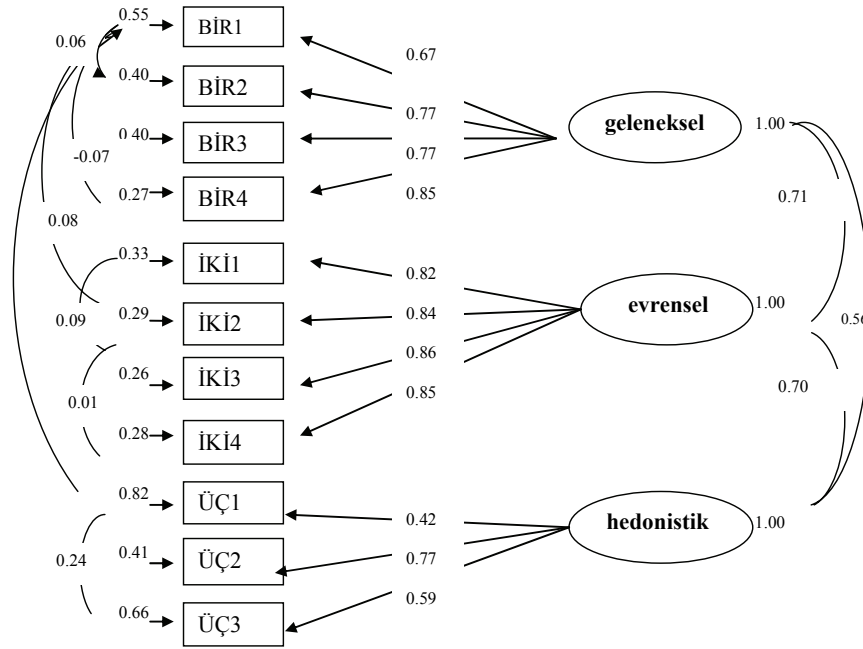 0.55
BİR1
0.06
0.67
0.40
BİR2
0.77
geleneksel
1.00
0.40
BİR3
0.77
-0.07
0.27
BİR4
0.85
0.71
0.08
0.33
İKİ1
0.82
0.29
İKİ2
0.84
evrensel
1.00
0.09
0.56
0.26
İKİ3
0.86
0.01
0.85
0.70
0.28
İKİ4
0.82
ÜÇ1
0.42
hedonistik
1.00
0.41
ÜÇ2
0.77
0.24
0.59
0.66
ÜÇ3